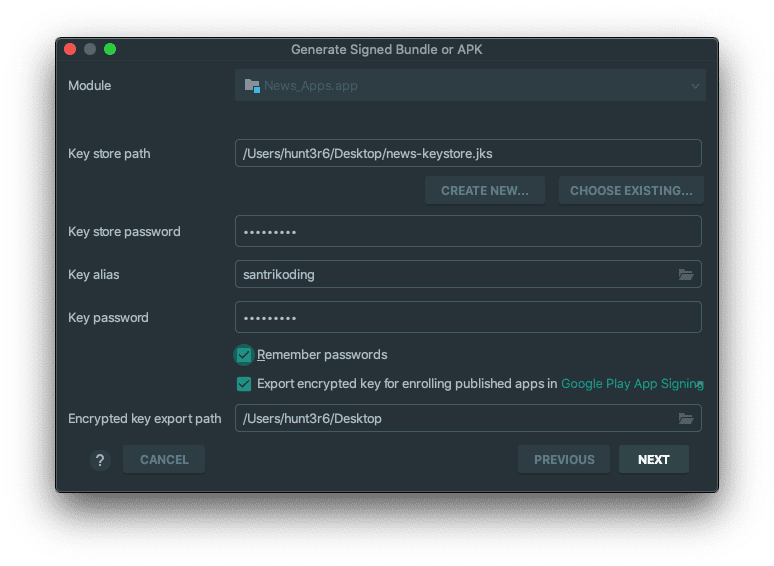 Generate Signed Bundle or APK
Module News_Apps.app
Key store path /Users/hunt3r6/Desktop/news-keystore.jks
CREATE NEW... CHOOSE EXISTING...
Key store password •••••••••
Key alias santrikoding
Key password •••••••••
Remember passwords
Export encrypted key for enrolling published apps in Google Play App Signing
Encrypted key export path /Users/hunt3r6/Desktop
? CANCEL PREVIOUS NEXT